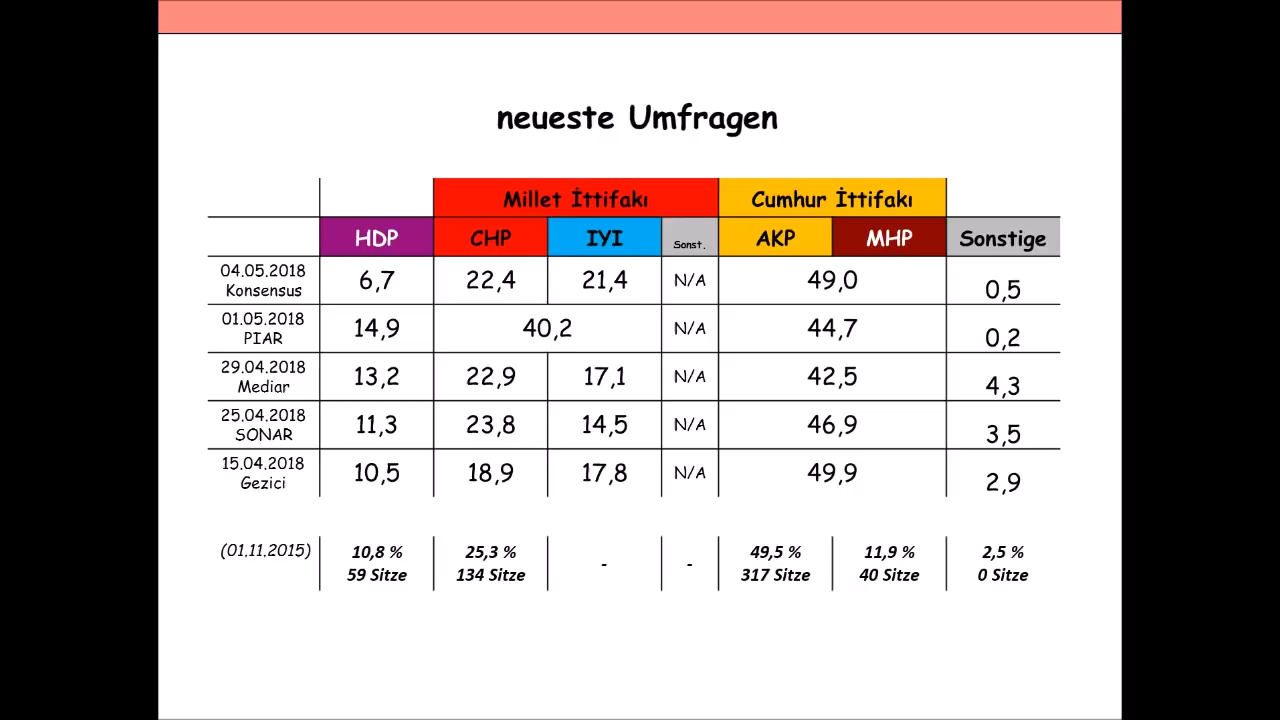 neueste Umfragen
Millet İttifakı Cumhur İttifakı
HDP CHP IYI Sonst. AKP MHP Sonstige
04.05.2018
Konsensus 6,7 22,4 21,4 N/A 49,0 0,5
01.05.2018
PIAR 14,9 40,2 N/A 44,7 0,2
29.04.2018
Mediar 13,2 22,9 17,1 N/A 42,5 4,3
25.04.2018
SONAR 11,3 23,8 14,5 N/A 46,9 3,5
15.04.2018
Gezici 10,5 18,9 17,8 N/A 49,9 2,9
(01.11.2015) 10,8 % 25,3 % - - 49,5 % 11,9 % 2,5 %
59 Sitze 134 Sitze 317 Sitze 40 Sitze 0 Sitze